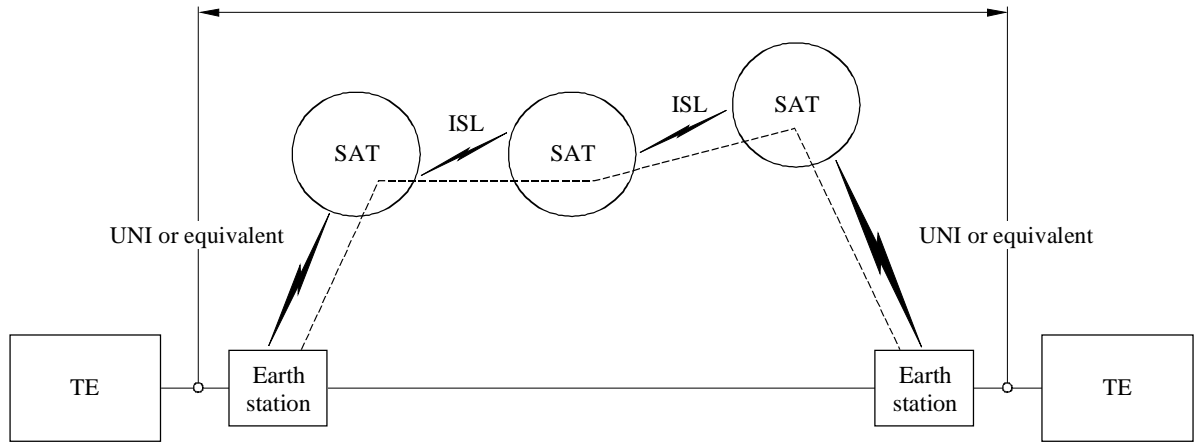 ISL
ISL
SAT
SAT
SAT
UNI or equivalent
UNI or equivalent
TE
Earth
station
Earth
station
TE